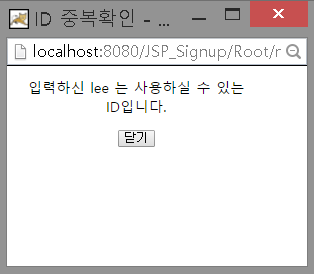 ID 중복확인 - ...
localhost:8080/JSP_Signup/Root/r
입력하신 lee 는 사용하실 수 있는
ID입니다.
닫기